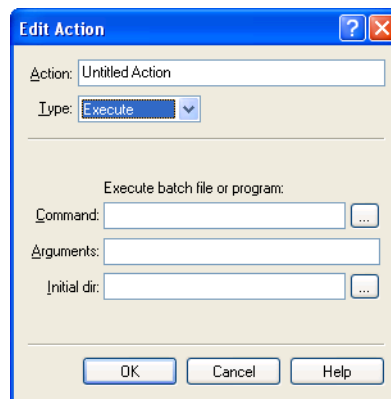 Edit Action
Action: Untitled Action
Type: Execute
Execute batch file or program:
Command: ...
Arguments:
Initial dir: ...
OK Cancel Help